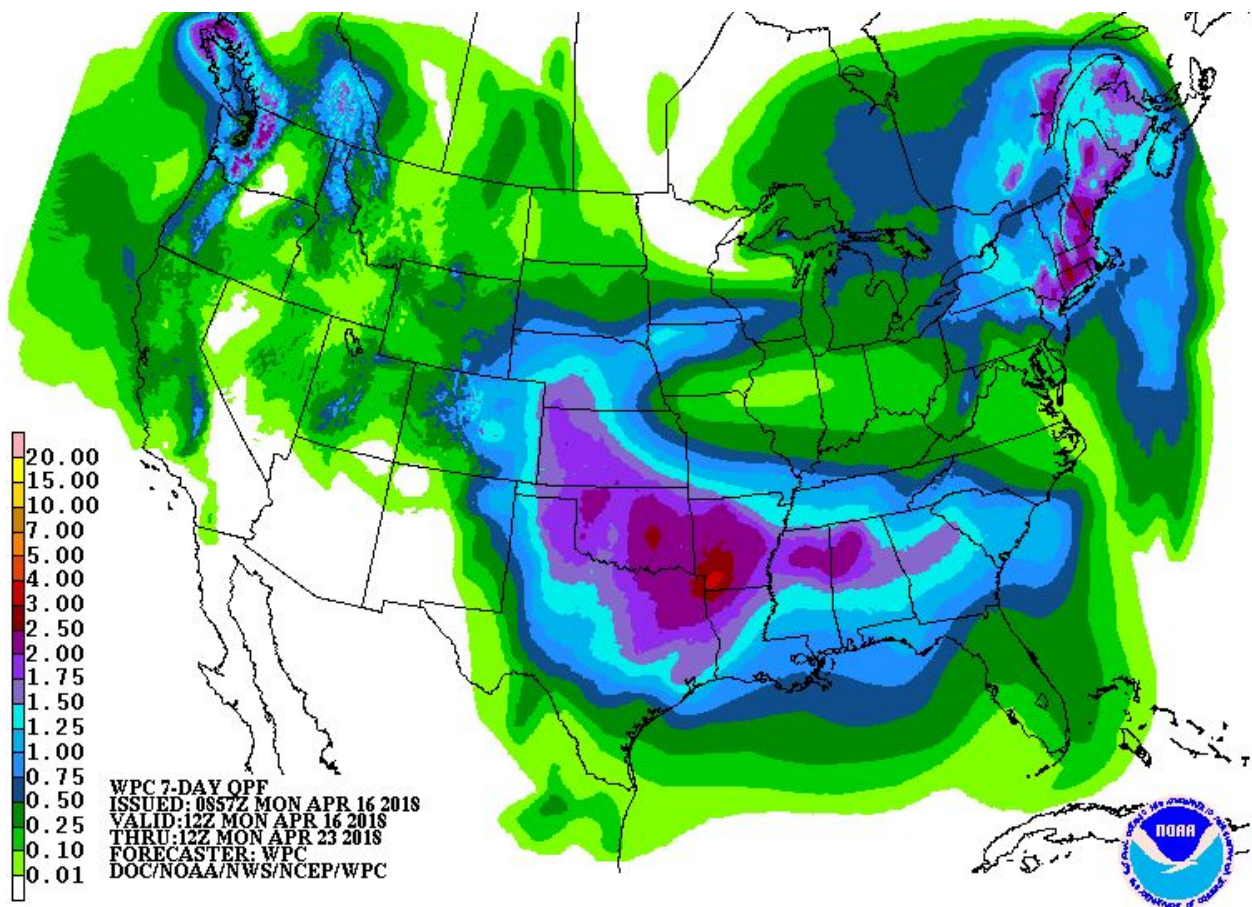 20.00
15.00
10.00
7.00
5.00
4.00
3.00
2.50
2.00
1.75
1.50
1.25
1.00
0.75
0.50
0.25
0.10
0.01
WPC 7-DAY QPF
ISSUED: 0857Z MON APR 16 2018
VALID:12Z MON APR 16 2018
THRU:12Z MON APR 23 2018
FORECASTER: WPC
DOC/NOAA/NWS/NCEP/WPC
NOAA